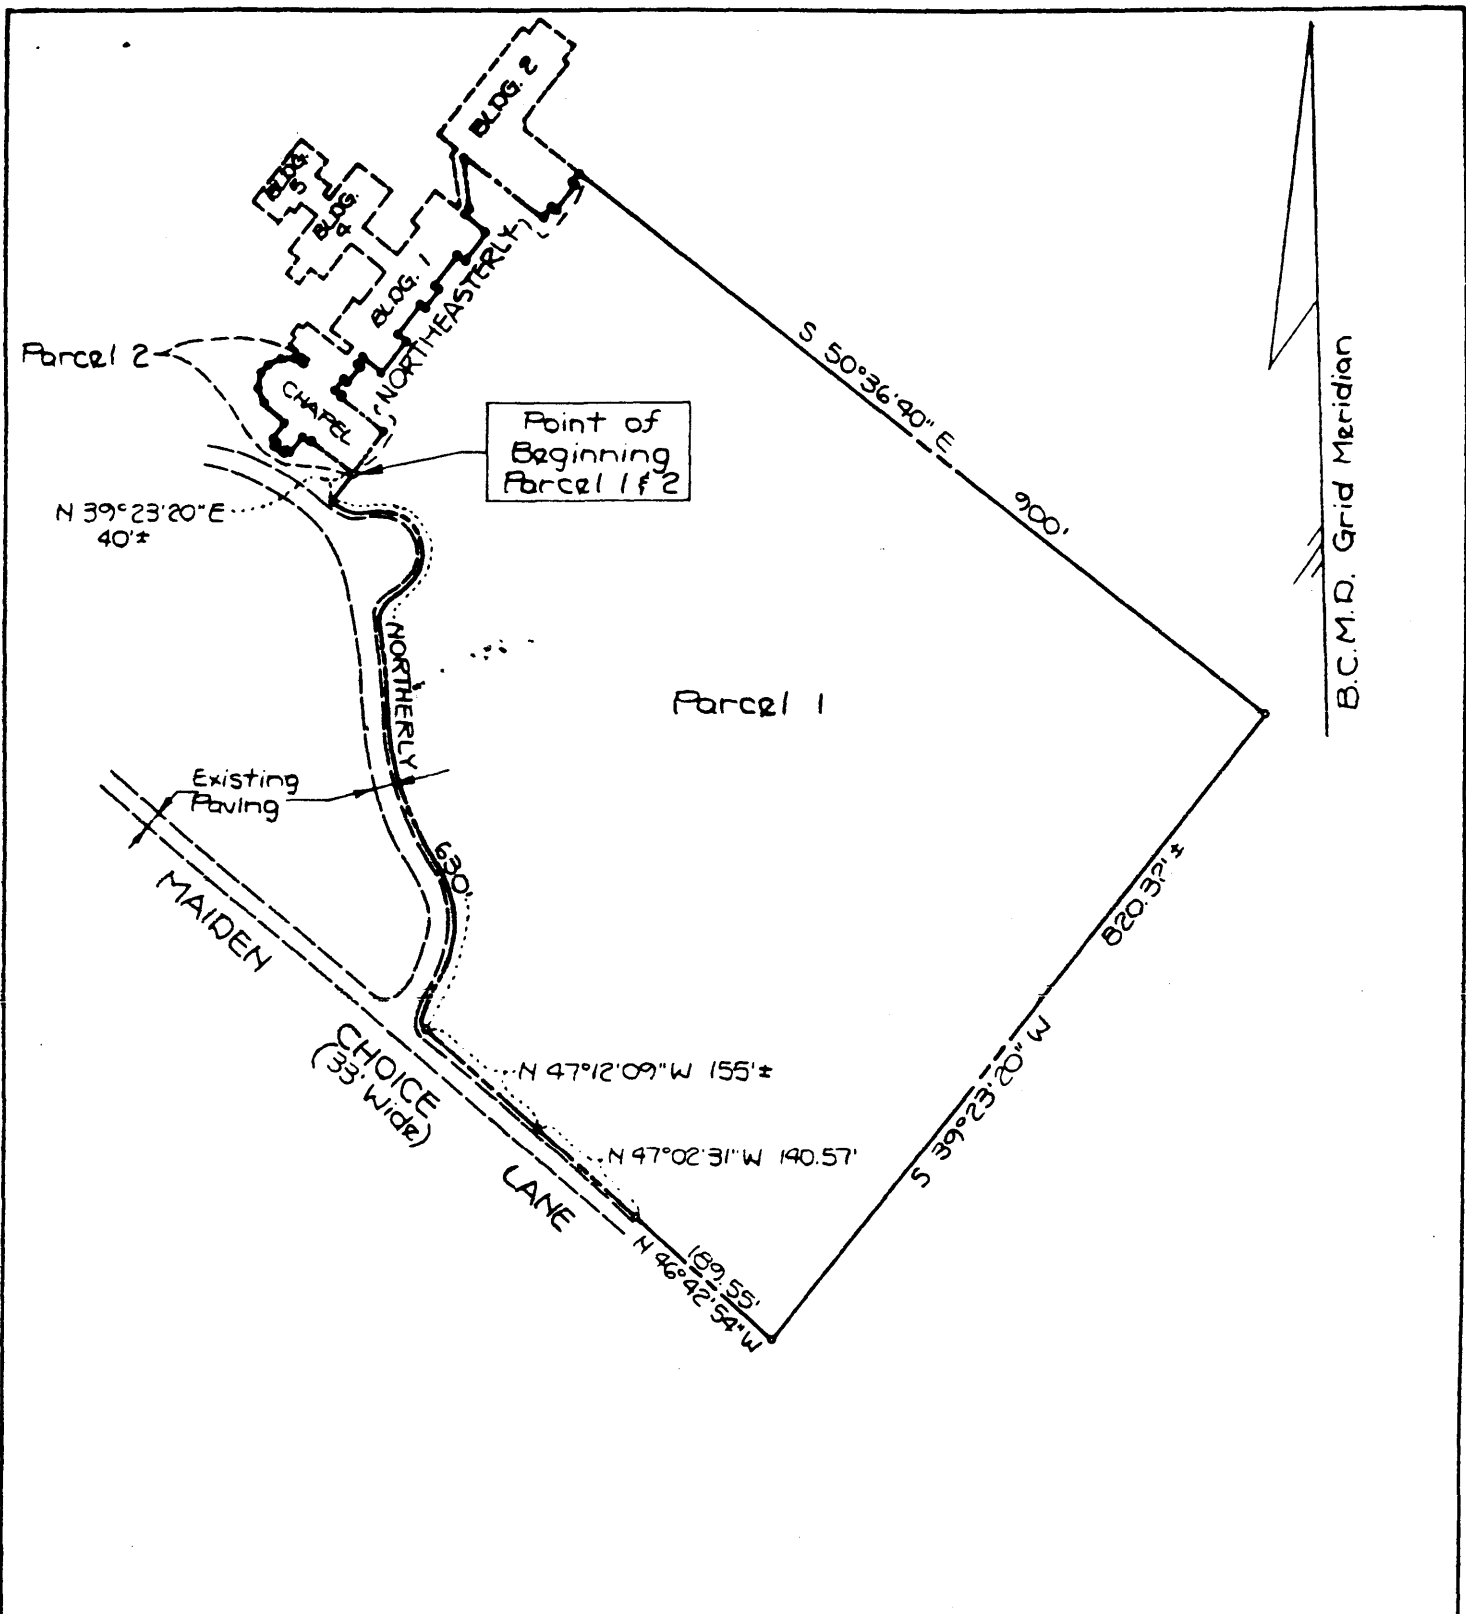 BLDG. 2
BLDG.
5
BLDG.
4
BLDG. 1
NORTHEASTERLY
Parcel 2
CHAPEL
Point of
Beginning
Parcel 1 & 2
N 39°23'20"E
40'±
S 50°36'40" E
900'
B.C.M.D. Grid Meridian
NORTHERLY
Parcel 1
Existing
Paving
630'
MAIDEN
CHOICE
(33' Wide)
LANE
820.32'±
S 39°23'20" W
N 47°12'09"W 155'±
N 47°02'31"W 140.57'
189.55'
N 46°42'54"W